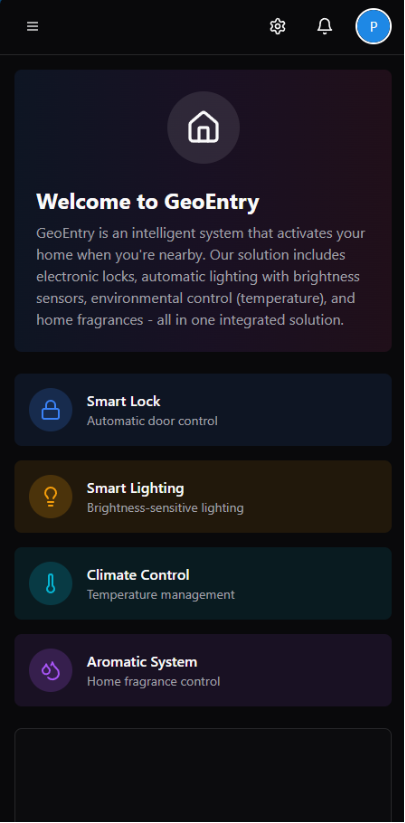 P
Welcome to GeoEntry
GeoEntry is an intelligent system that activates your
home when you're nearby. Our solution includes
electronic locks, automatic lighting with brightness
sensors, environmental control (temperature), and
home fragrances - all in one integrated solution.
Smart Lock
Automatic door control
Smart Lighting
Brightness-sensitive lighting
Climate Control
Temperature management
Aromatic System
Home fragrance control